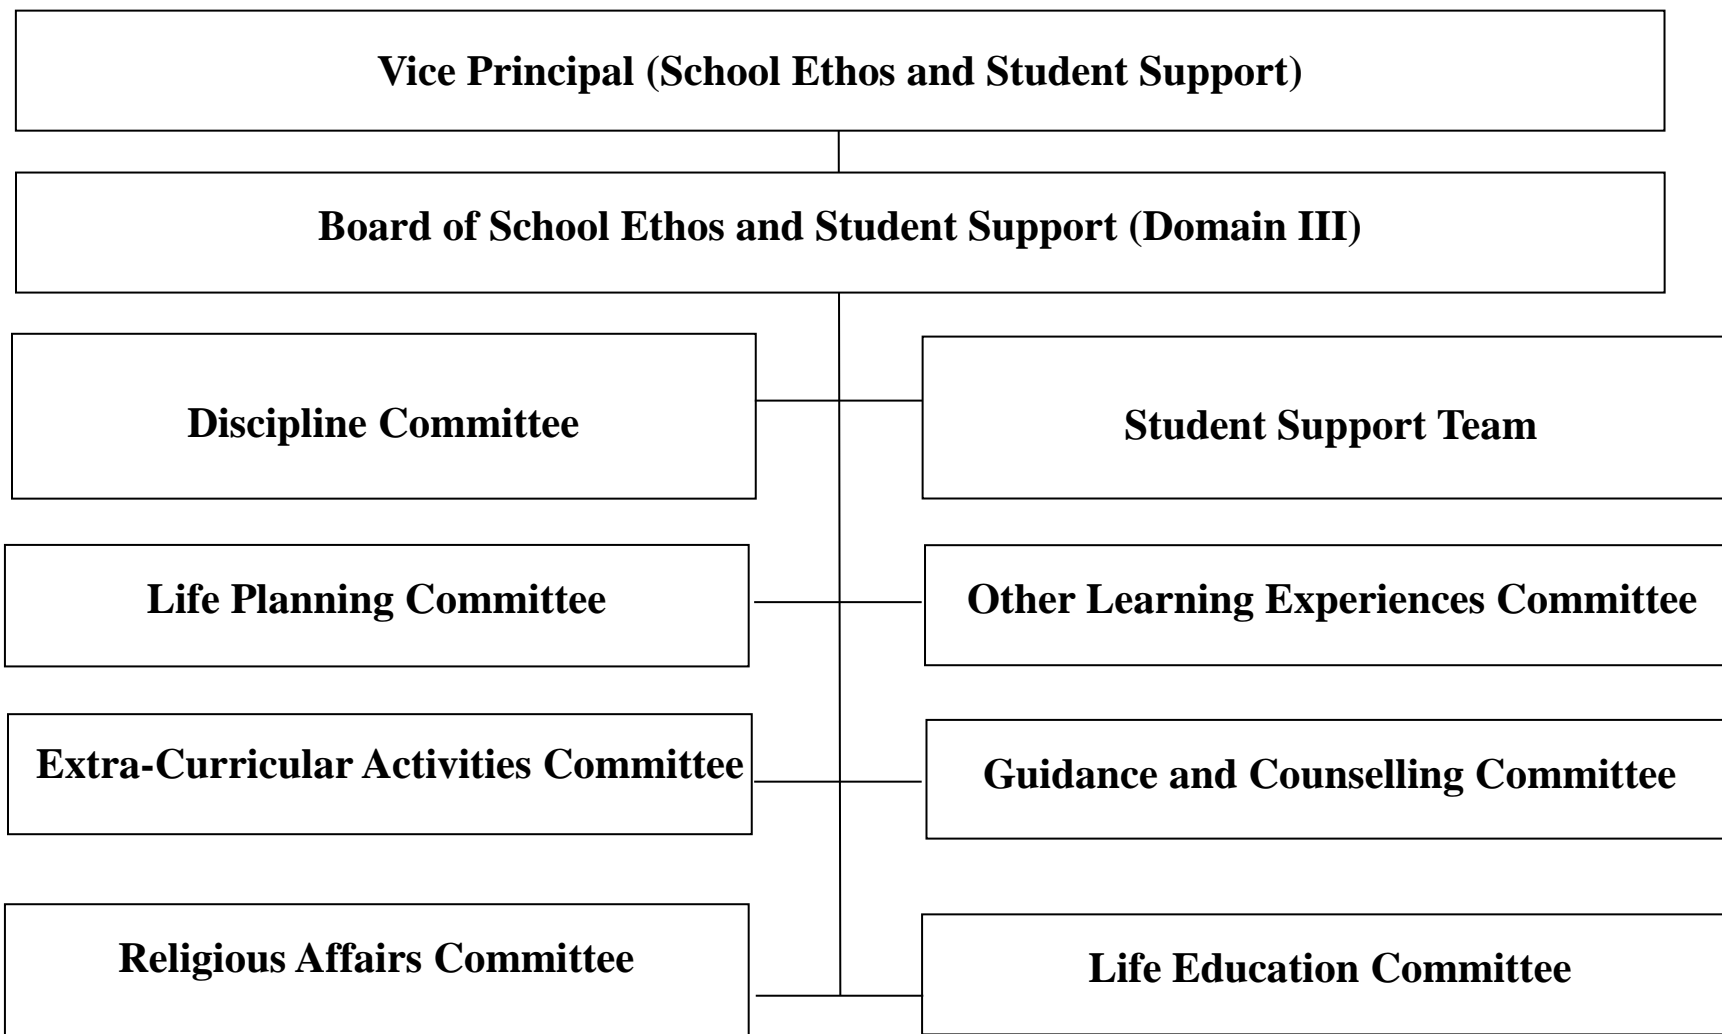 Vice Principal (School Ethos and Student Support)
Board of School Ethos and Student Support (Domain III)
Discipline Committee
Student Support Team
Life Planning Committee
Other Learning Experiences Committee
Extra-Curricular Activities Committee
Guidance and Counselling Committee
Religious Affairs Committee
Life Education Committee